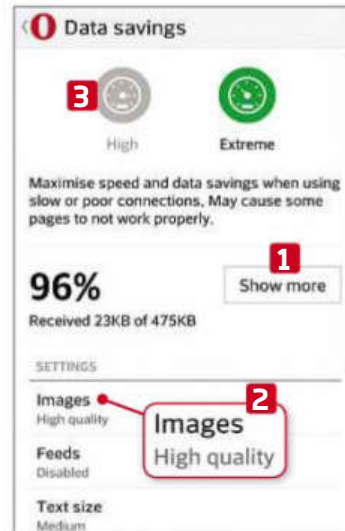 Data savings
3
High
Extreme
Maximise speed and data savings when using
slow or poor connections, May cause some
pages to not work properly.
1
96%
Show more
Received 23KB of 475KB
SETTINGS
2
Images
High quality
Images
High quality
Feeds
Disabled
Text size
Medium